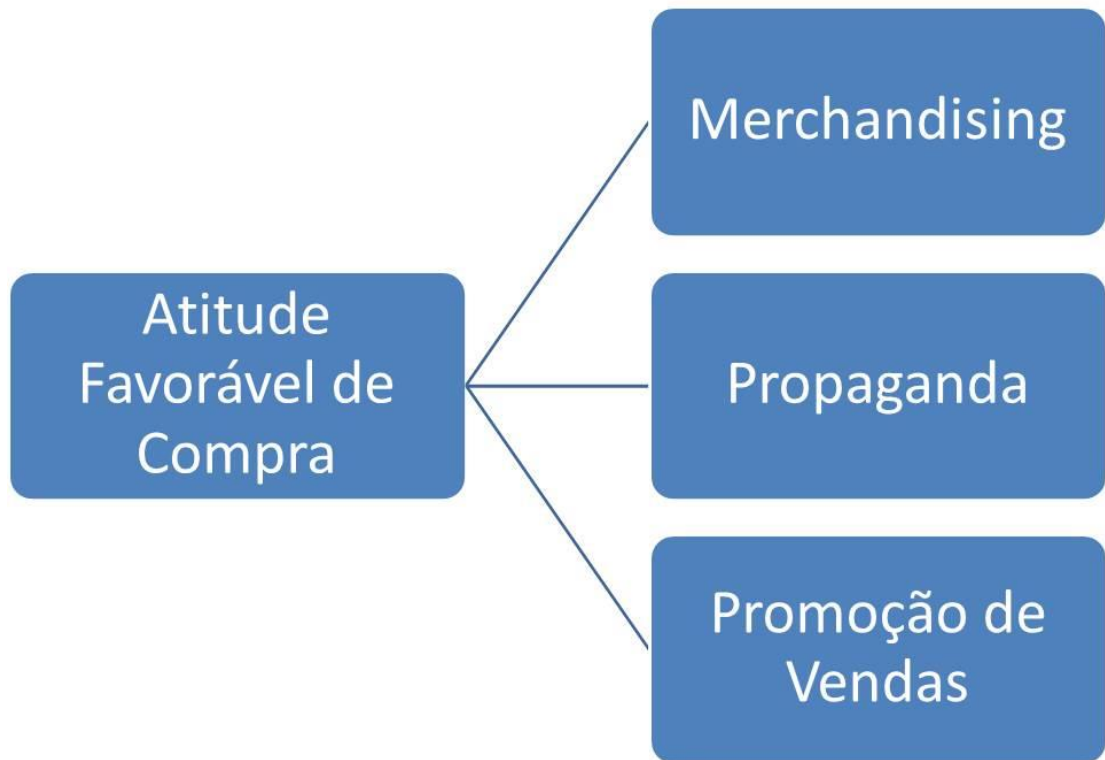 Atitude
Favorável de
Compra
Merchandising
Propaganda
Promoção de
Vendas